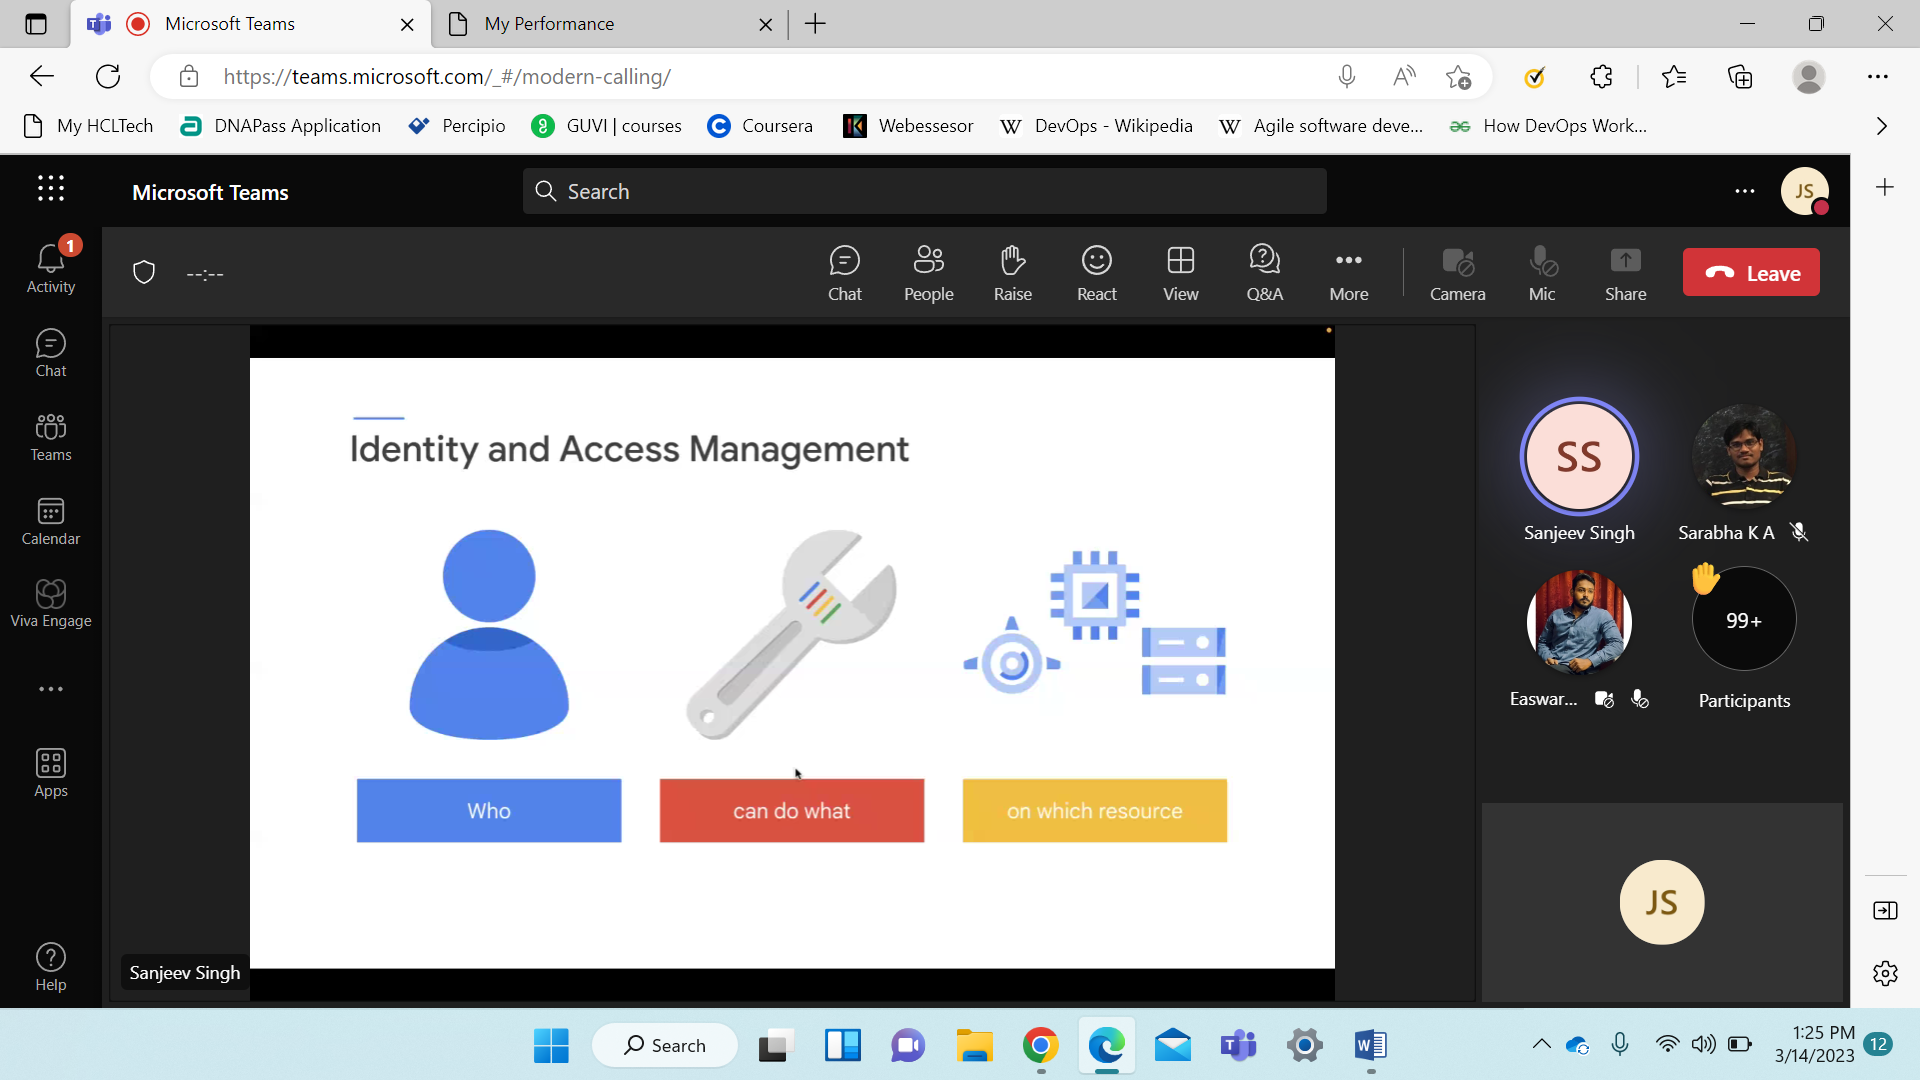 Microsoft Teams
My Performance
https://teams.microsoft.com/_#/modern-calling/
My HCLTech
DNAPass Application
Percipio
GUVI | courses
Coursera
Webessesor
DevOps - Wikipedia
Agile software deve...
How DevOps Work...
Microsoft Teams
Search
JS
1
Activity
Chat
Teams
Calendar
Viva Engage
Apps
Help
--:--
Chat
People
Raise
React
View
Q&A
More
Camera
Mic
Share
Leave
Identity and Access Management
Who
can do what
on which resource
Sanjeev Singh
SS
Sanjeev Singh
Sarabha K A
Easwar...
99+
Participants
JS
Search
1:25 PM
3/14/2023
12